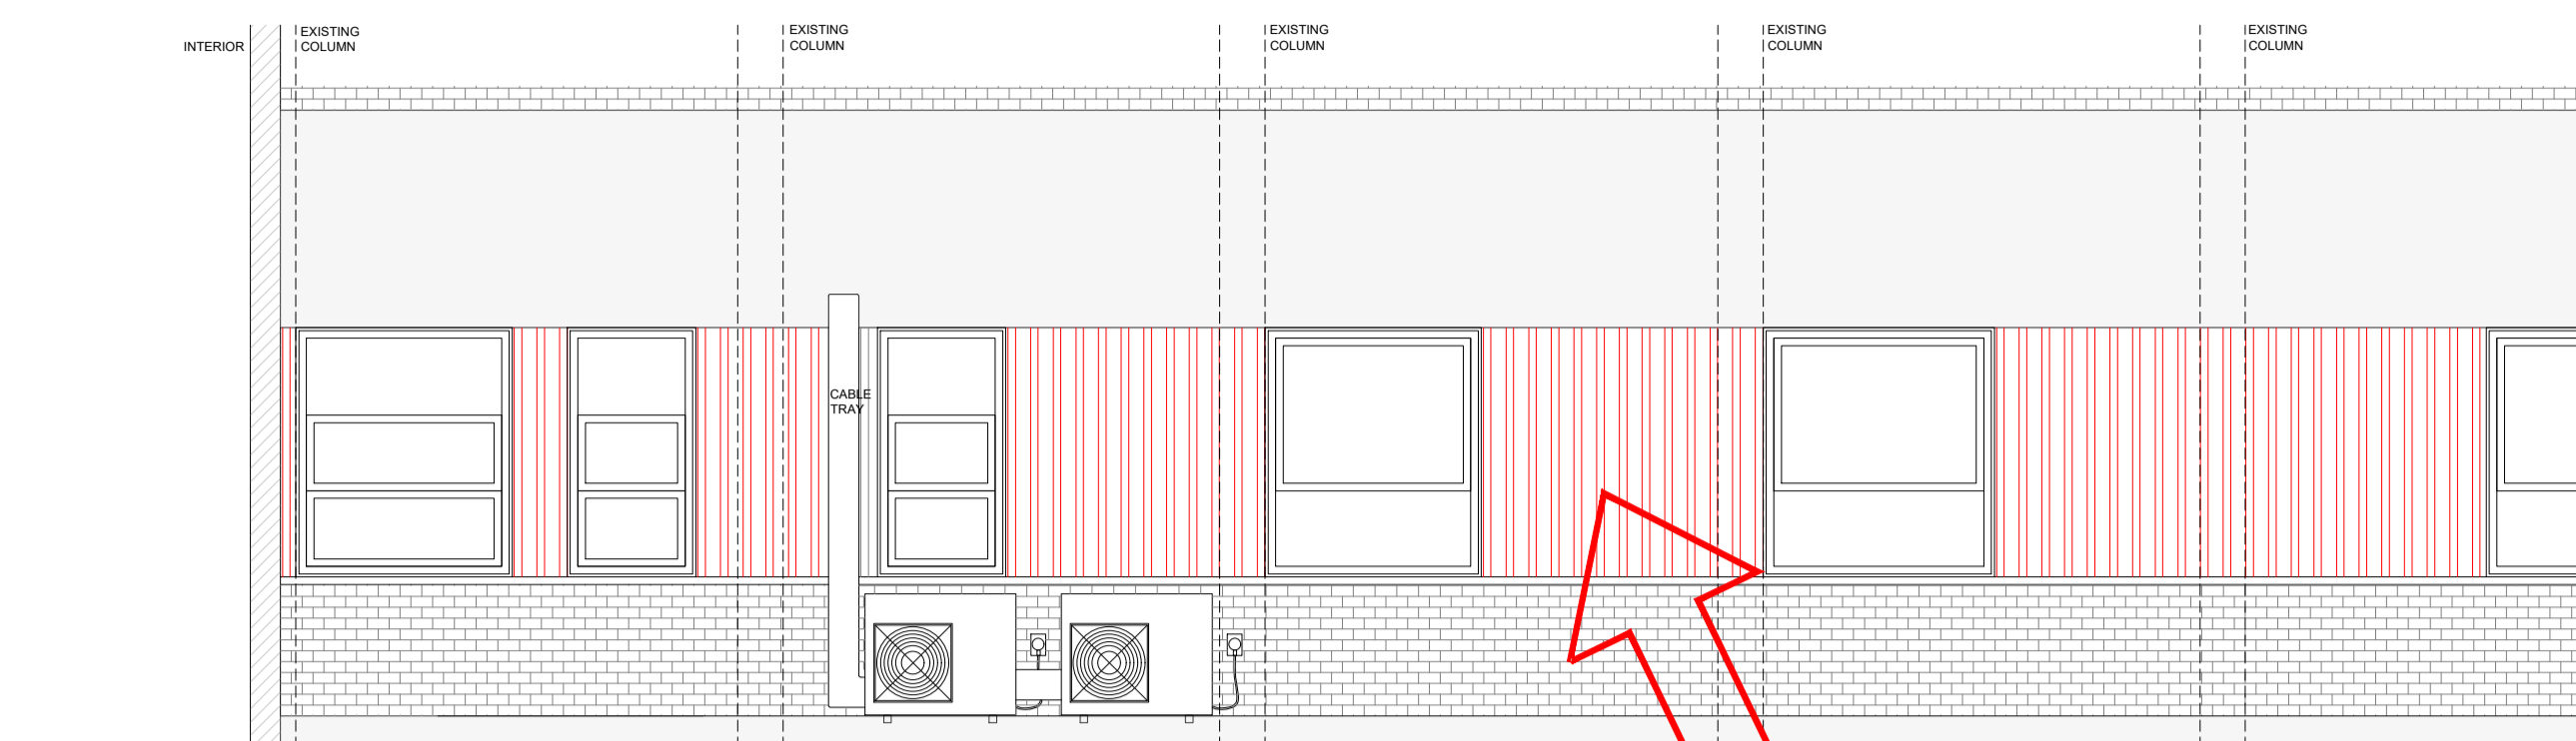 INTERIOR
EXISTING
COLUMN
EXISTING
COLUMN
EXISTING
COLUMN
EXISTING
COLUMN
EXISTING
COLUMN
CABLE
TRAY